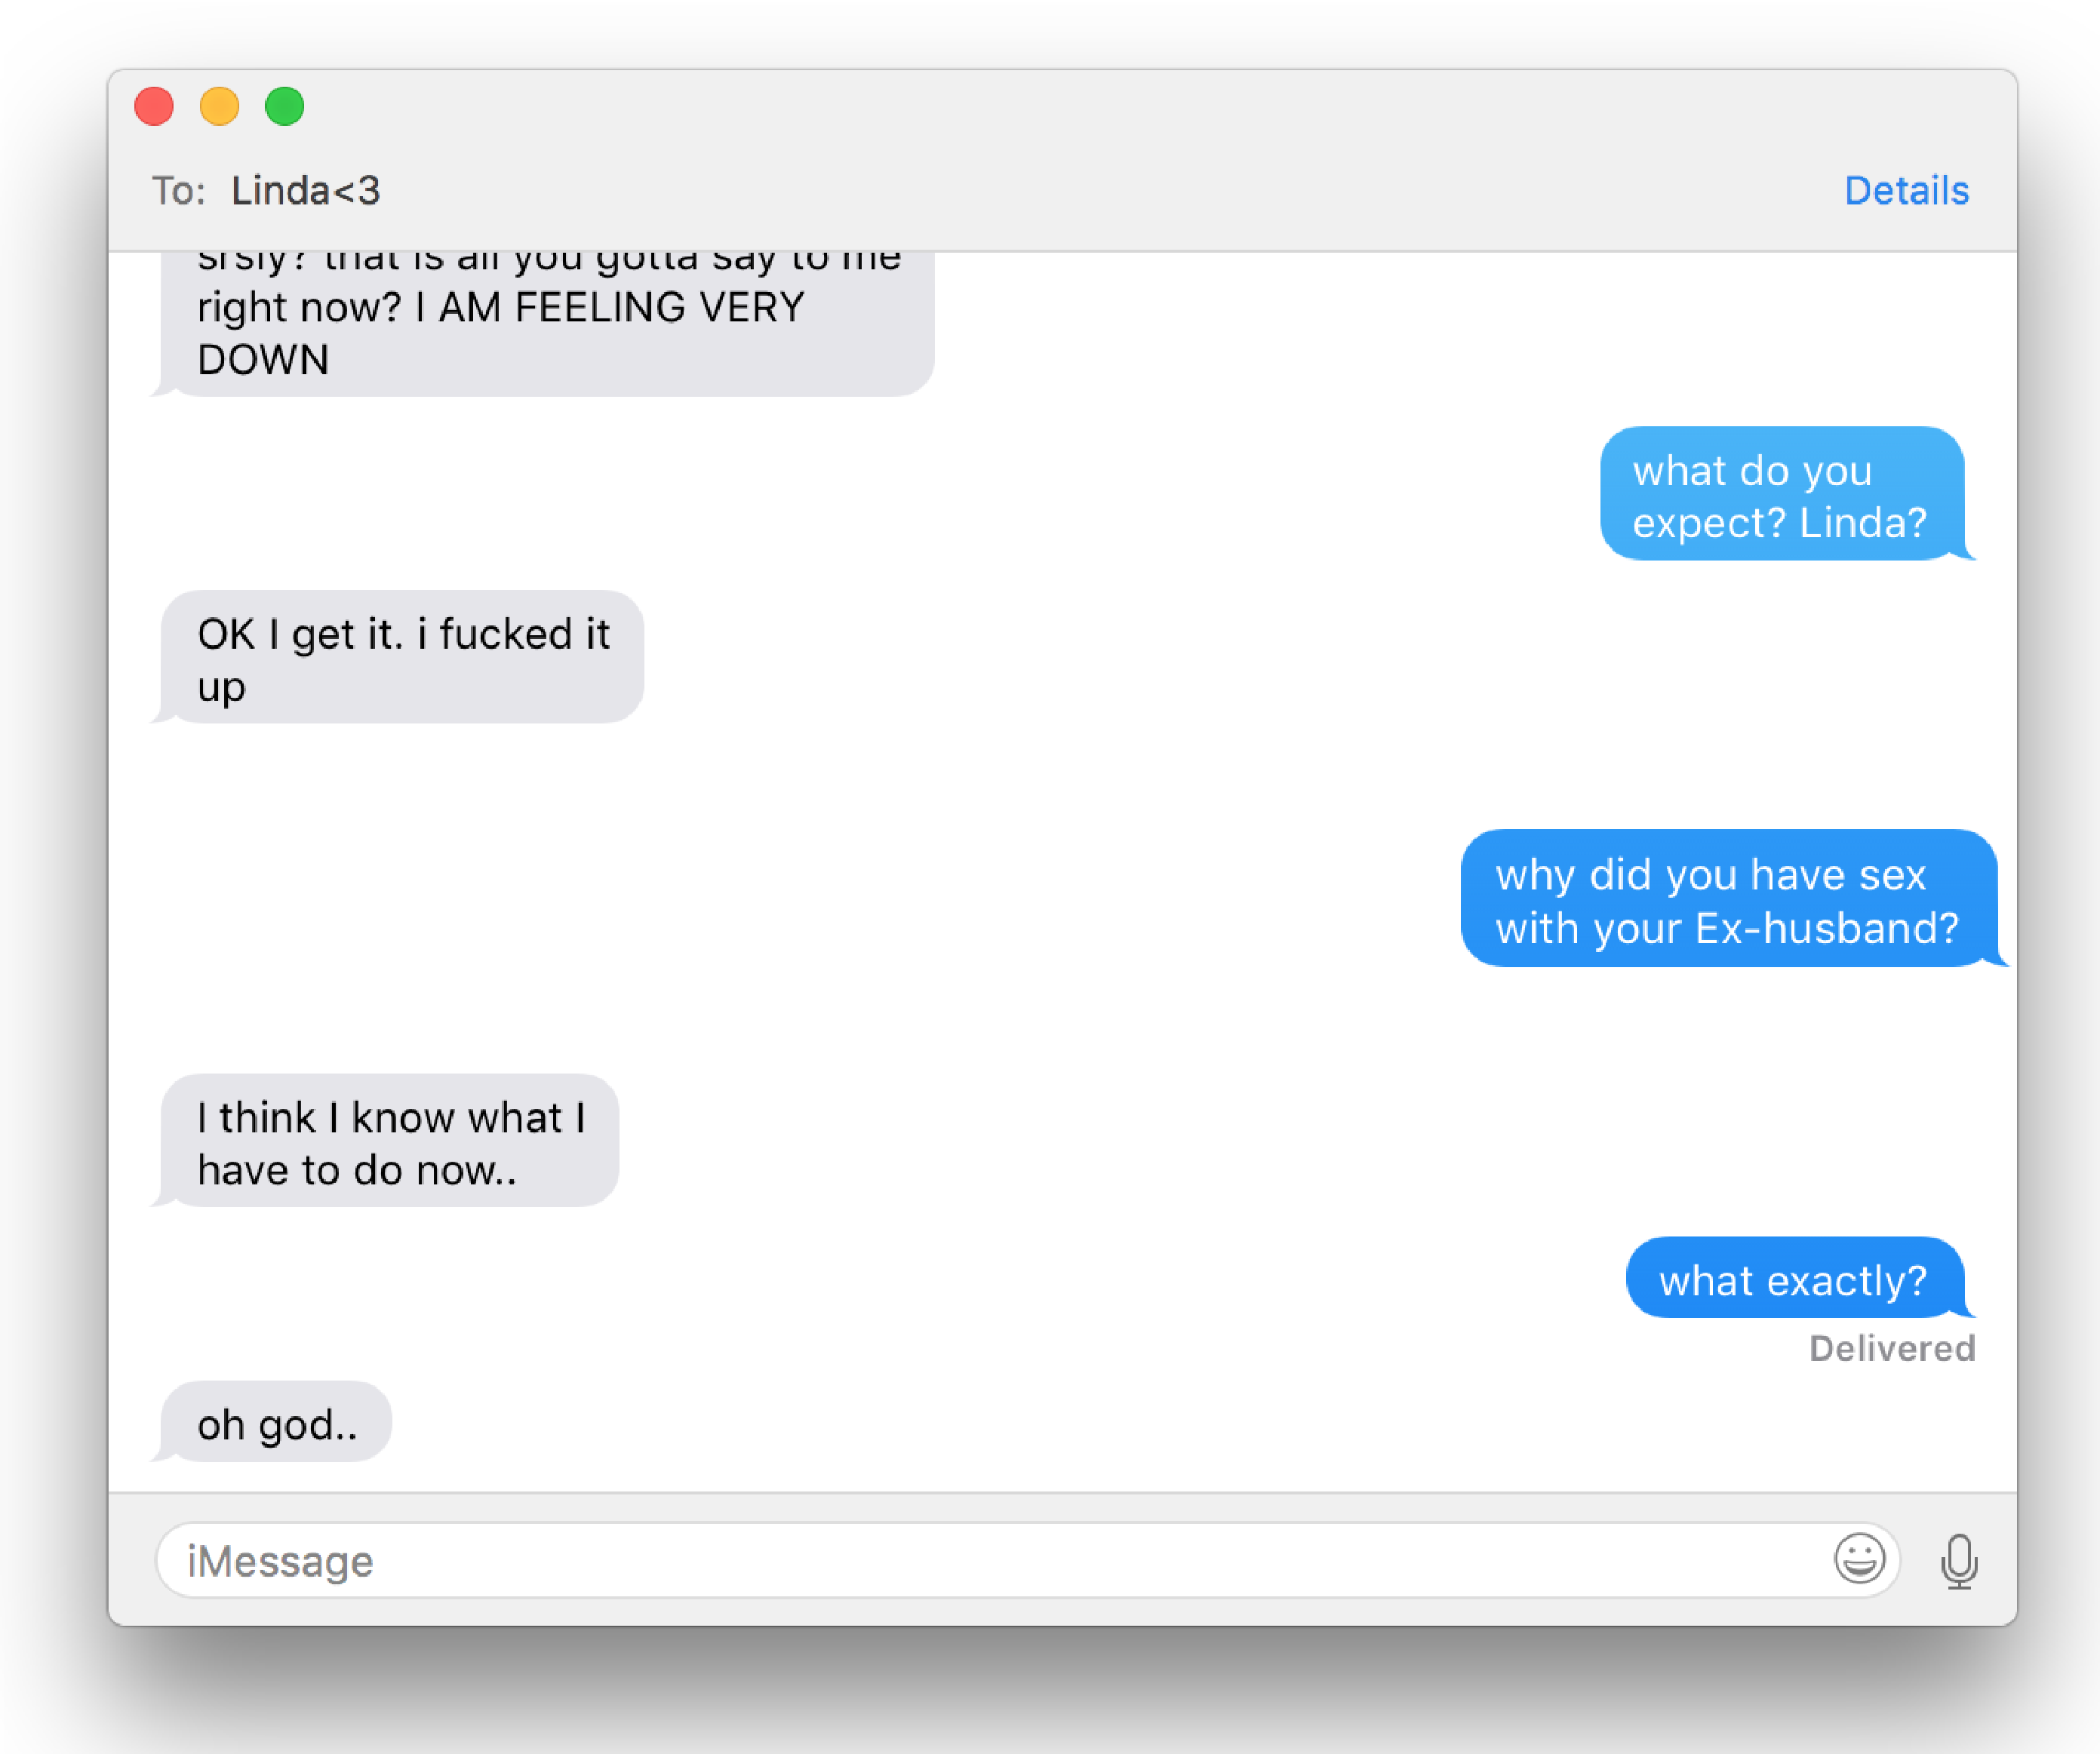 To: Linda<3
Details
srsly? that is all you gotta say to me
right now? I AM FEELING VERY
DOWN
what do you
expect? Linda?
OK I get it. i fucked it
up
why did you have sex
with your Ex-husband?
I think I know what I
have to do now..
what exactly?
Delivered
oh god..
iMessage